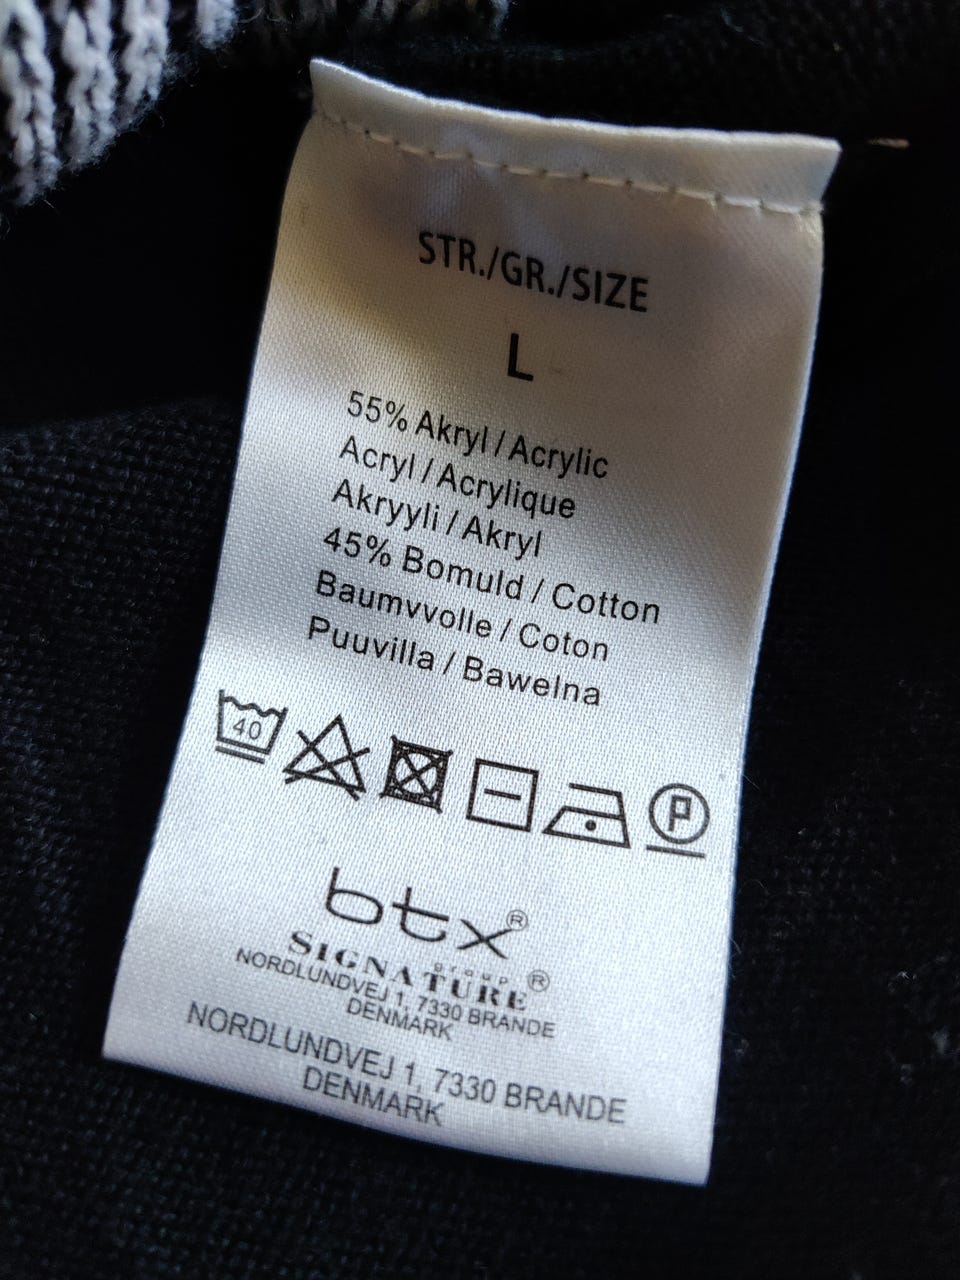 STR./GR./SIZE
L
55% Akryl / Acrylic
Acryl / Acrylique
Akryyli / Akryl
45% Bomuld / Cotton
Baumvvolle / Coton
Puuvilla / Bawelna
40 P
btx®
group
SIGNATURE®
NORDLUNDVEJ 1, 7330 BRANDE
DENMARK
NORDLUNDVEJ 1, 7330 BRANDE
DENMARK